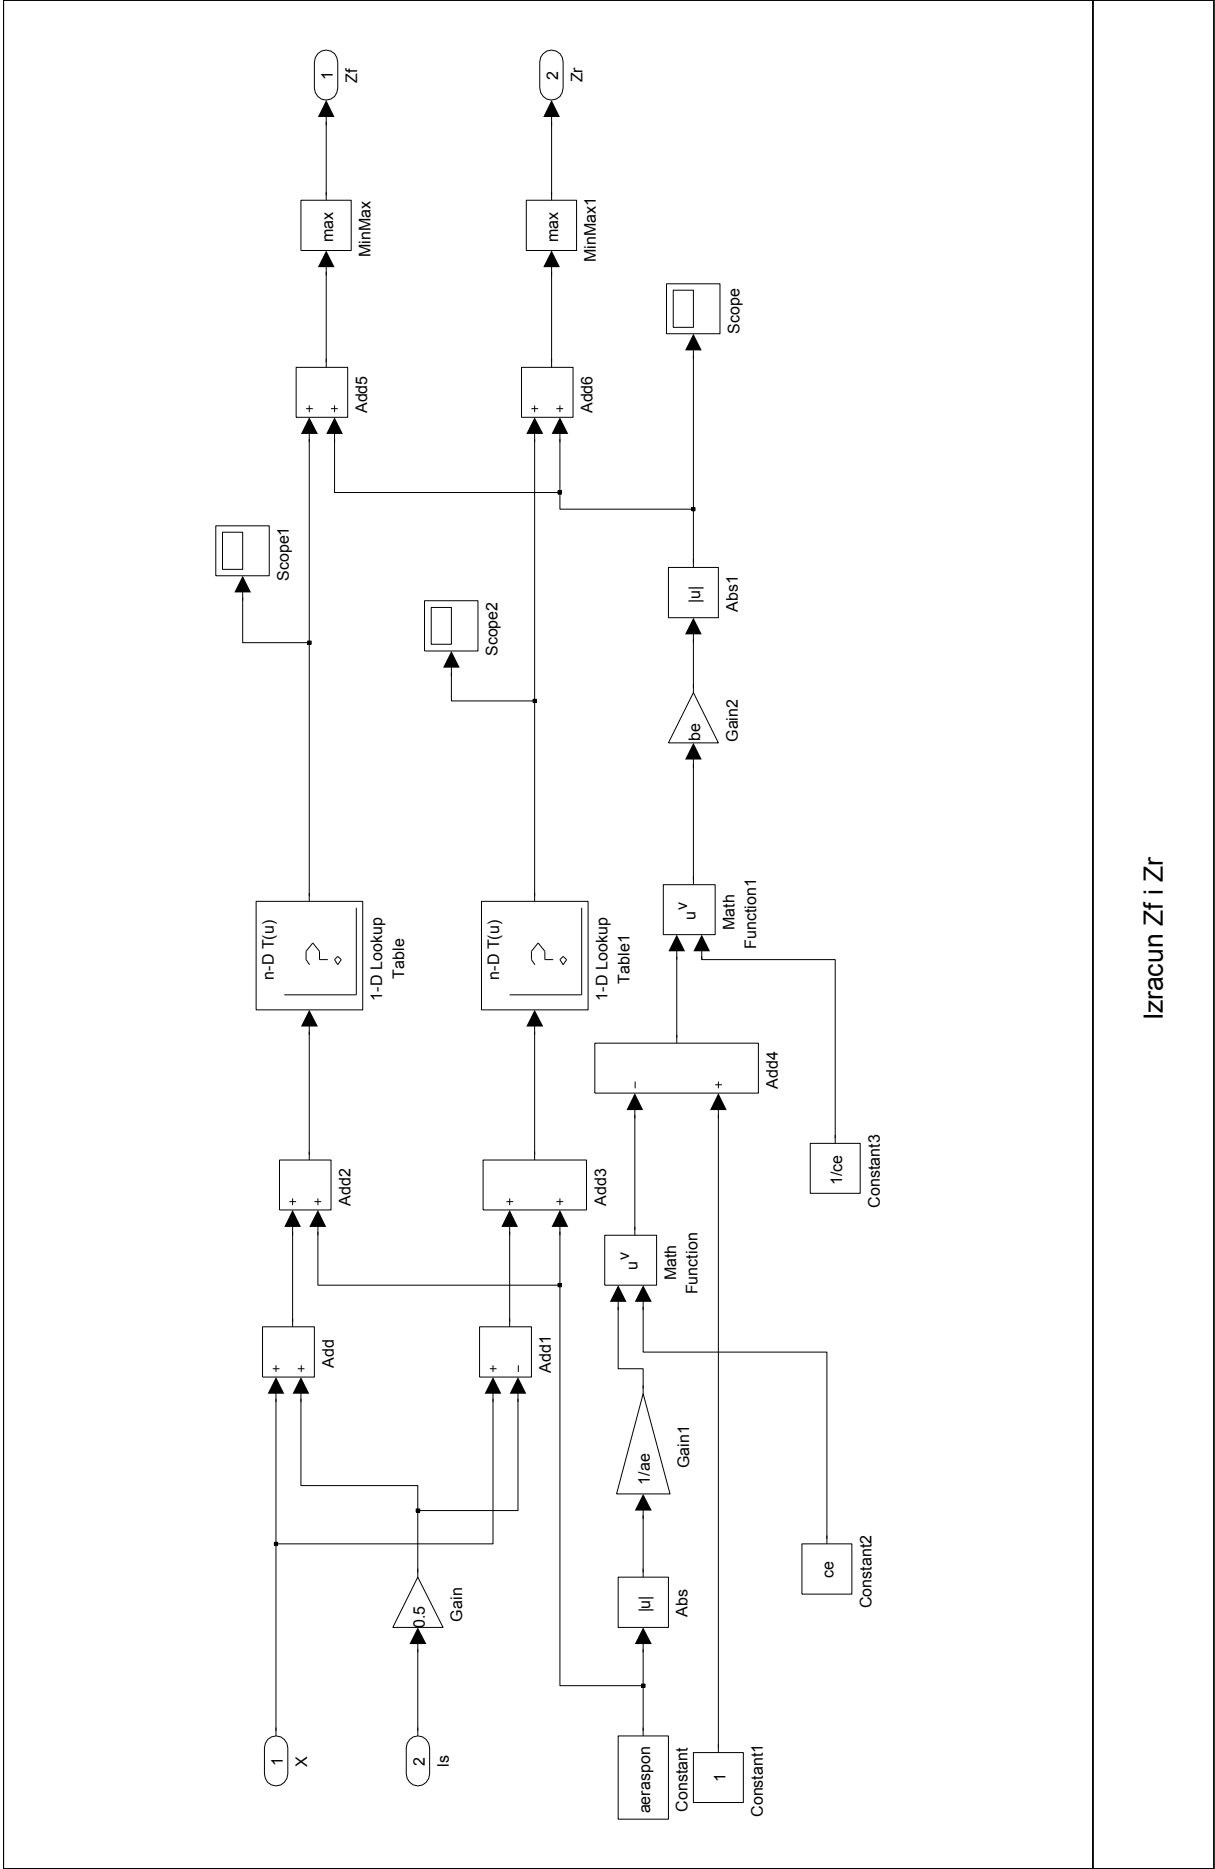 1
X
2
Is
0.5
Gain
aeraspon
Constant
1
Constant1
|u|
Abs
1/ae
Gain1
ce
Constant2
+
+
Add
+
−
Add1
u^v
Math
Function
+
+
Add2
+
+
Add3
1/ce
Constant3
−
+
Add4
n-D T(u)
1-D Lookup
Table
n-D T(u)
1-D Lookup
Table1
u^v
Math
Function1
be
Gain2
|u|
Abs1
Scope1
Scope2
+
+
Add5
+
+
Add6
Scope
max
MinMax
max
MinMax1
1
Zf
2
Zr
Izracun Zf i Zr